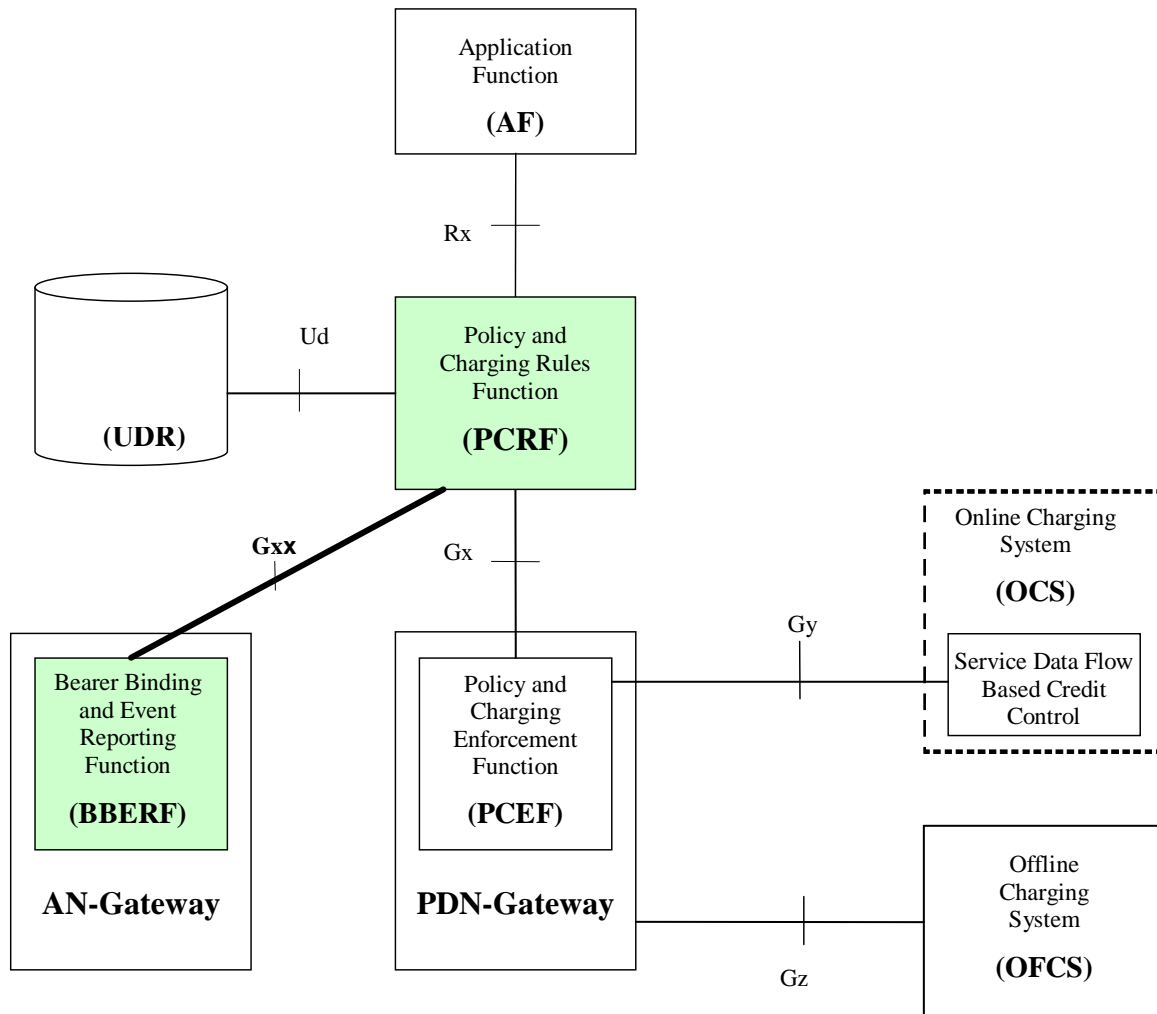 Application
Function
(AF)
Rx
Ud
Policy and
Charging Rules
Function
(PCRF)
(UDR)
Gxx
Gx
Online Charging
System
(OCS)
Gy
Service Data Flow
Based Credit
Control
Bearer Binding
and Event
Reporting
Function
(BBERF)
AN-Gateway
Policy and
Charging
Enforcement
Function
(PCEF)
PDN-Gateway
Gz
Offline
Charging
System
(OFCS)